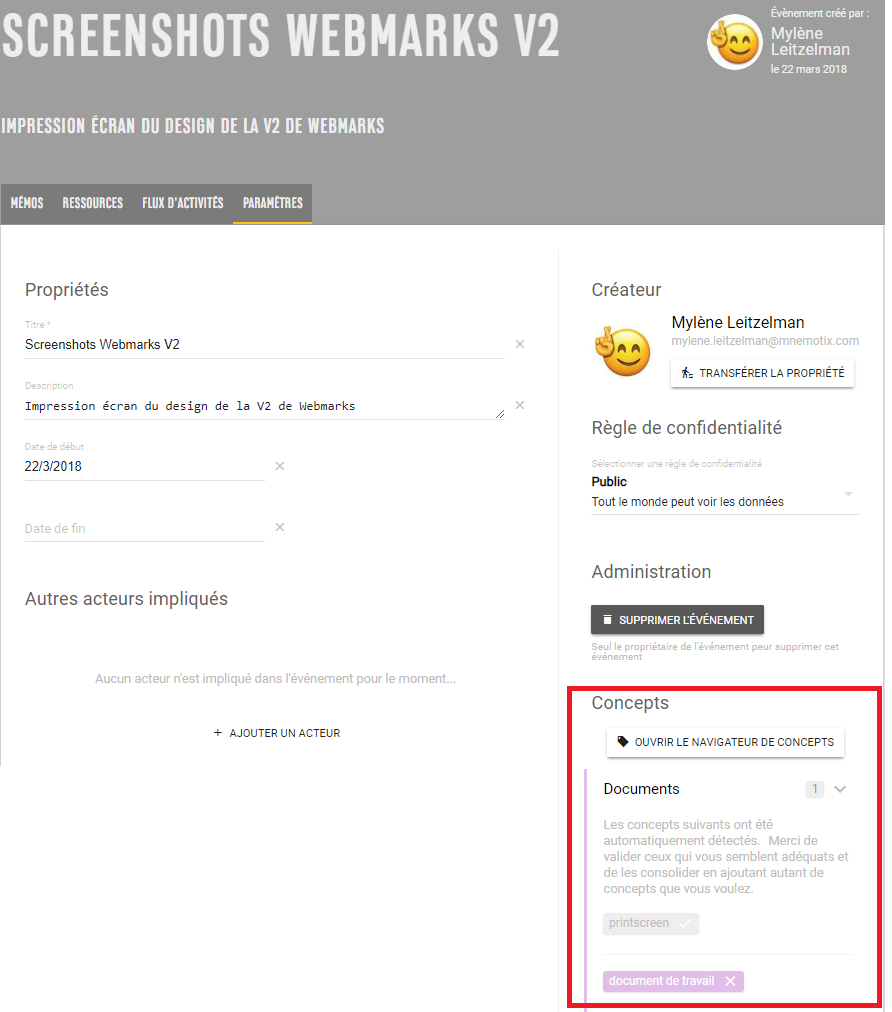 SCREENSHOTS WEBMARKS V2
Évènement créé par :
Mylène
Leitzelman
le 22 mars 2018
IMPRESSION ÉCRAN DU DESIGN DE LA V2 DE WEBMARKS
MÉMOS RESSOURCES FLUX D'ACTIVITÉS PARAMÈTRES
Propriétés
Titre *
Screenshots Webmarks V2
Description
Impression écran du design de la V2 de Webmarks
Date de début
22/3/2018
Date de fin
Autres acteurs impliqués
Aucun acteur n'est impliqué dans l'événement pour le moment...
+ AJOUTER UN ACTEUR
Créateur
Mylène Leitzelman
mylene.leitzelman@mnemotix.com
TRANSFÉRER LA PROPRIÉTÉ
Règle de confidentialité
Sélectionner une règle de confidentialité
Public
Tout le monde peut voir les données
Administration
SUPPRIMER L'ÉVÉNEMENT
Seul le propriétaire de l'événement peur supprimer cet
événement
Concepts
OUVRIR LE NAVIGATEUR DE CONCEPTS
Documents 1
Les concepts suivants ont été
automatiquement détectés. Merci de
valider ceux qui vous semblent adéquats et
de les consolider en ajoutant autant de
concepts que vous voulez.
printscreen
document de travail